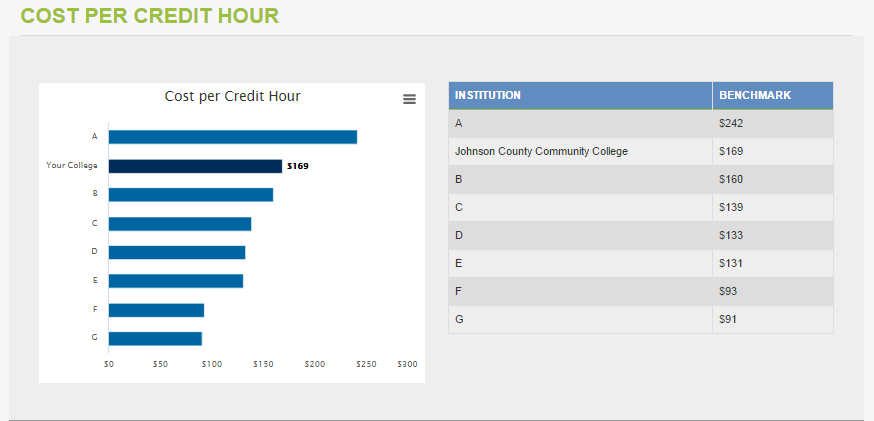 COST PER CREDIT HOUR
Cost per Credit Hour
A
Your College $169
B
C
D
E
F
G
$0 $50 $100 $150 $200 $250 $300
INSTITUTION BENCHMARK
A $242
Johnson County Community College $169
B $160
C $139
D $133
E $131
F $93
G $91